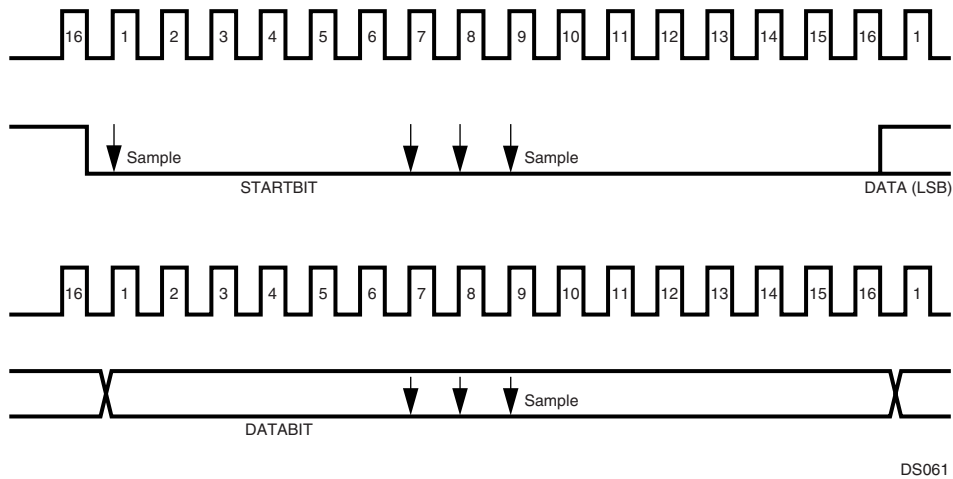 16 1 2 3 4 5 6 7 8 9 10 11 12 13 14 15 16 1
Sample Sample
STARTBIT DATA (LSB)
16 1 2 3 4 5 6 7 8 9 10 11 12 13 14 15 16 1
Sample
DATABIT
DS061